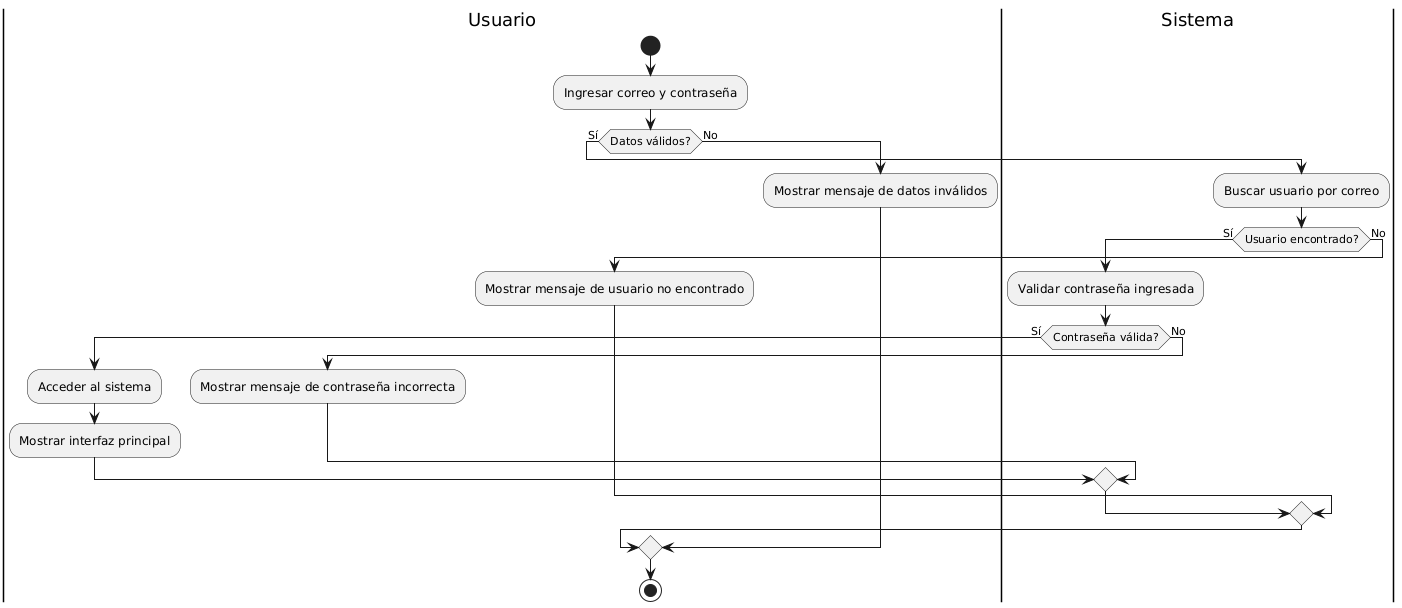 Usuario
Sistema
Ingresar correo y contraseña
Sí
Datos válidos?
No
Mostrar mensaje de datos inválidos
Buscar usuario por correo
Sí
Usuario encontrado?
No
Mostrar mensaje de usuario no encontrado
Validar contraseña ingresada
Sí
Contraseña válida?
No
Acceder al sistema
Mostrar mensaje de contraseña incorrecta
Mostrar interfaz principal